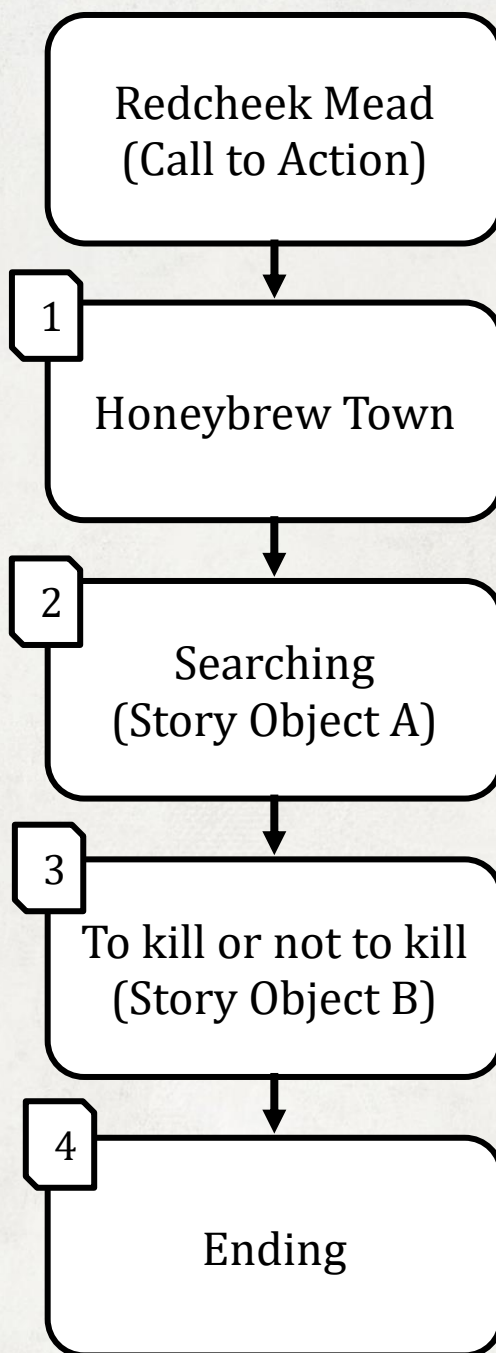 Redcheek Mead
(Call to Action)
1
Honeybrew Town
2
Searching
(Story Object A)
3
To kill or not to kill
(Story Object B)
4
Ending